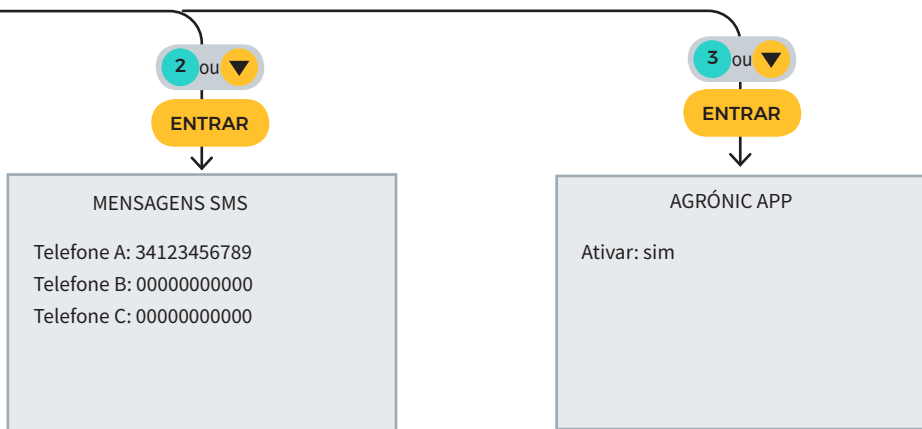 2 ou
ENTRAR
MENSAGENS SMS
Telefone A: 34123456789
Telefone B: 00000000000
Telefone C: 00000000000
3 ou
ENTRAR
AGRÓNIC APP
Ativar: sim